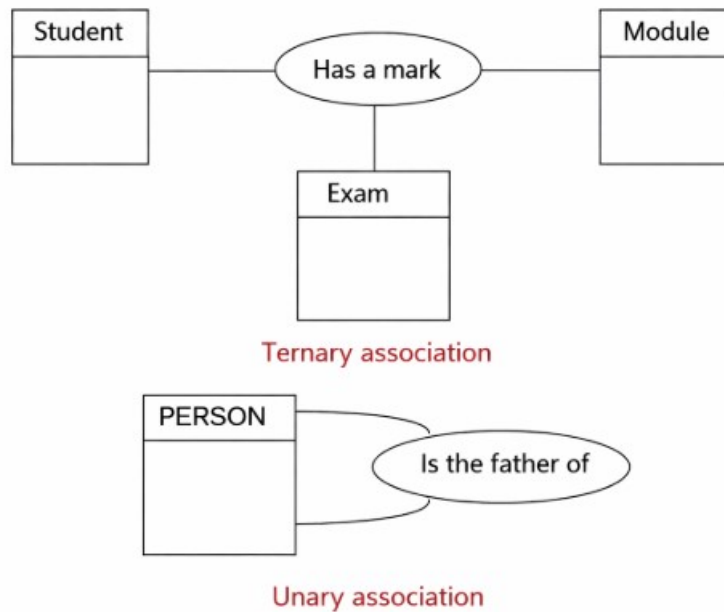 Student
Has a mark
Module
Exam
Ternary association
PERSON
Is the father of
Unary association